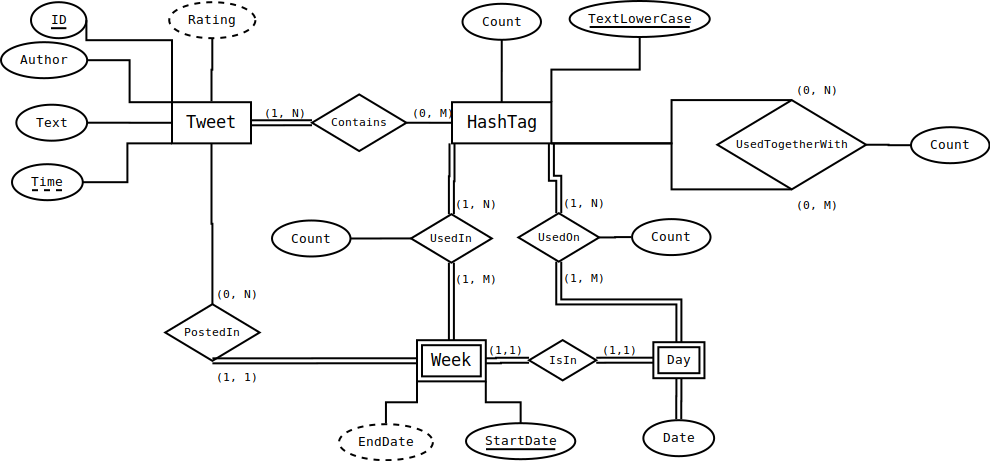 ID
Rating
Count
TextLowerCase
Author
(0, N)
(1, N)
(0, M)
Text
Tweet
Contains
HashTag
UsedTogetherWith
Count
Time
(1, N)
(1, N)
(0, M)
Count
UsedIn
UsedOn
Count
(1, M)
(1, M)
(0, N)
PostedIn
(1,1)
(1,1)
Week
IsIn
Day
(1, 1)
EndDate
StartDate
Date